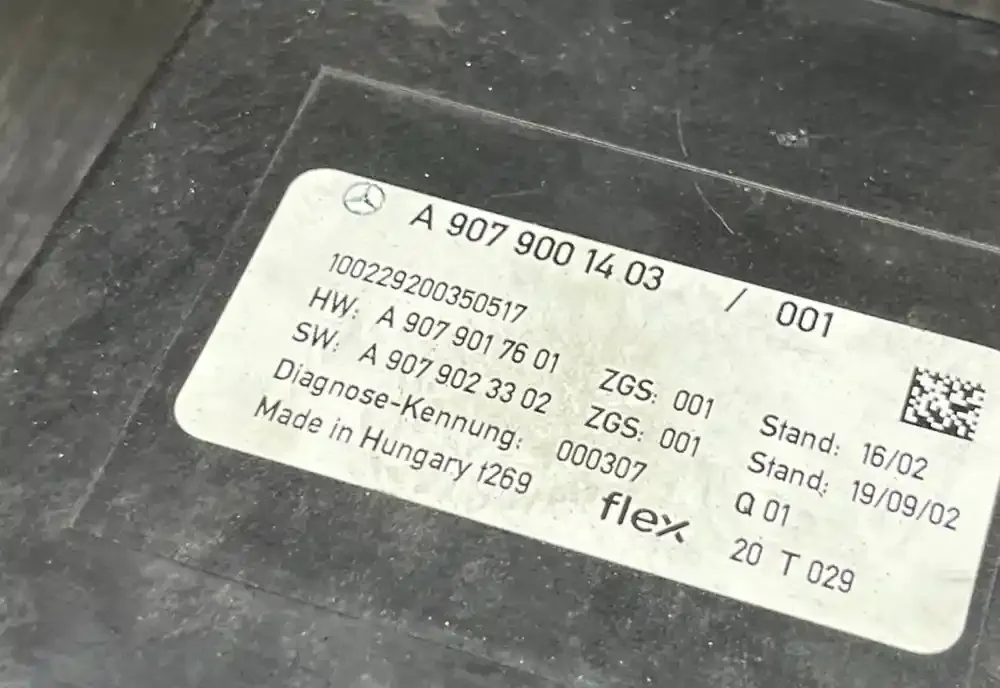 A 907 900 14 03 / 001
100229200350517
HW: A 907 901 76 01 ZGS: 001 Stand: 16/02
SW: A 907 902 33 02 ZGS: 001 Stand: 19/09/02
Diagnose-Kennung: 000307 Q 01
Made in Hungary t269 flex 20 T 029